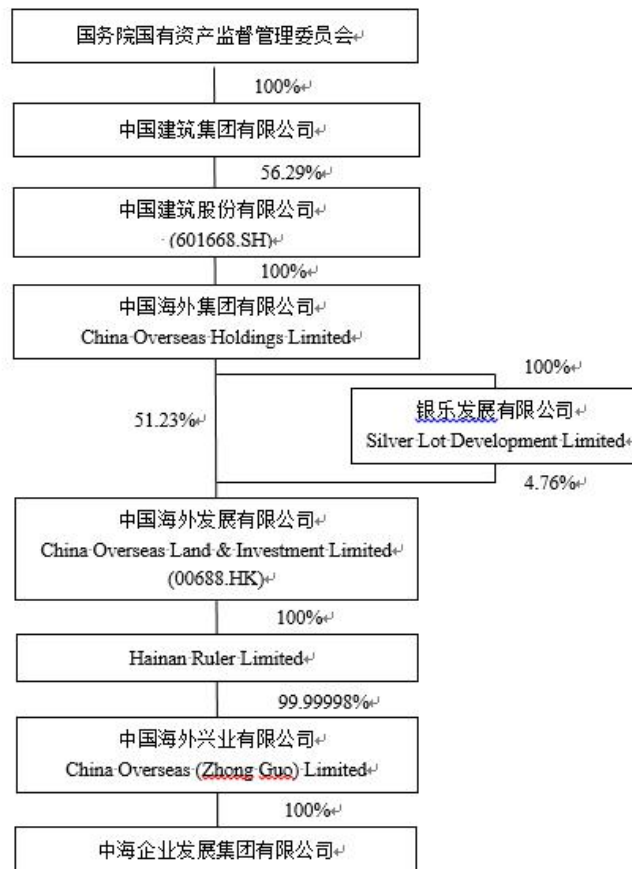 国务院国有资产监督管理委员会
100%
中国建筑集团有限公司
56.29%
中国建筑股份有限公司
(601668.SH)
100%
中国海外集团有限公司
China Overseas Holdings Limited
100%
51.23%
银乐发展有限公司
Silver Lot Development Limited
4.76%
中国海外发展有限公司
China Overseas Land & Investment Limited
(00688.HK)
100%
Hainan Ruler Limited
99.99998%
中国海外兴业有限公司
China Overseas (Zhong Guo) Limited
100%
中海企业发展集团有限公司